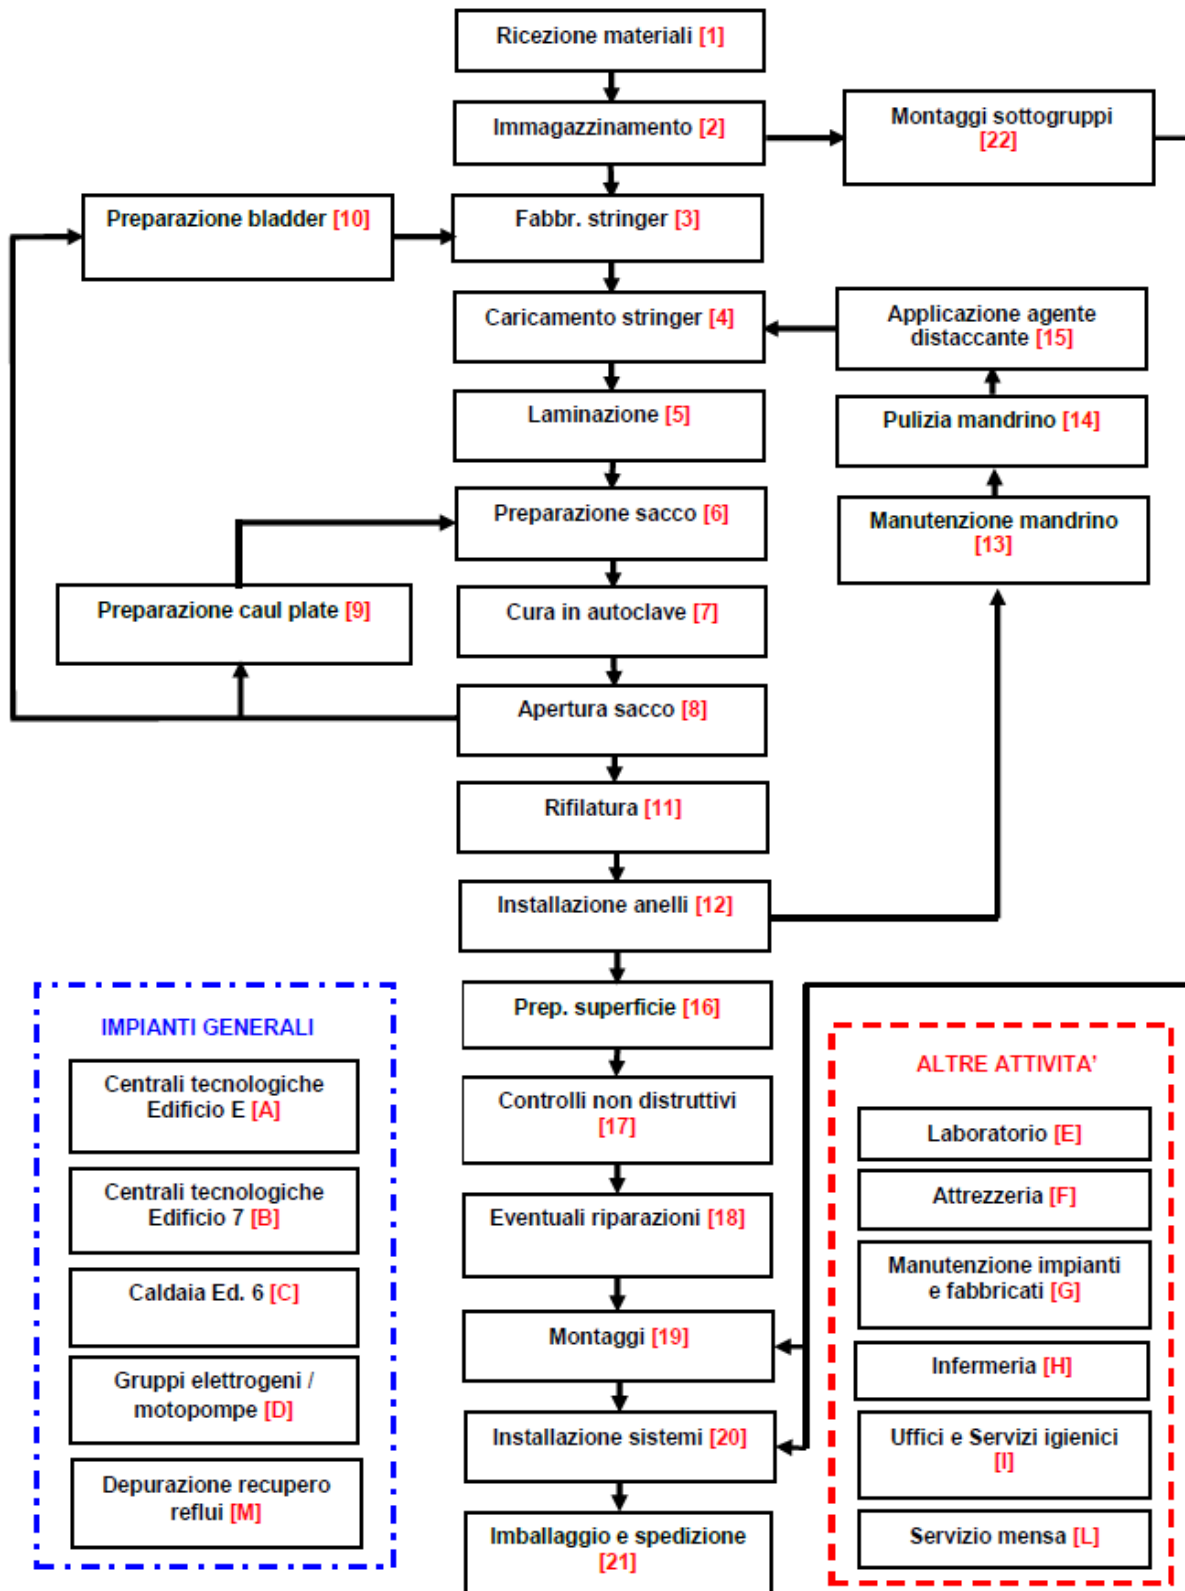 Ricezione materiali [1]
Immagazzinamento [2]
Montaggi sottogruppi
[22]
Preparazione bladder [10]
Fabbr. stringer [3]
Caricamento stringer [4]
Applicazione agente
distaccante [15]
Laminazione [5]
Pulizia mandrino [14]
Preparazione sacco [6]
Manutenzione mandrino
[13]
Preparazione caul plate [9]
Cura in autoclave [7]
Apertura sacco [8]
Rifilatura [11]
Installazione anelli [12]
Prep. superficie [16]
Controlli non distruttivi
[17]
Eventuali riparazioni [18]
Montaggi [19]
Installazione sistemi [20]
Imballaggio e spedizione
[21]
IMPIANTI GENERALI
Centrali tecnologiche
Edificio E [A]
Centrali tecnologiche
Edificio 7 [B]
Caldaia Ed. 6 [C]
Gruppi elettrogeni /
motopompe [D]
Depurazione recupero
reflui [M]
ALTRE ATTIVITA'
Laboratorio [E]
Attrezzeria [F]
Manutenzione impianti
e fabbricati [G]
Infermeria [H]
Uffici e Servizi igienici
[I]
Servizio mensa [L]